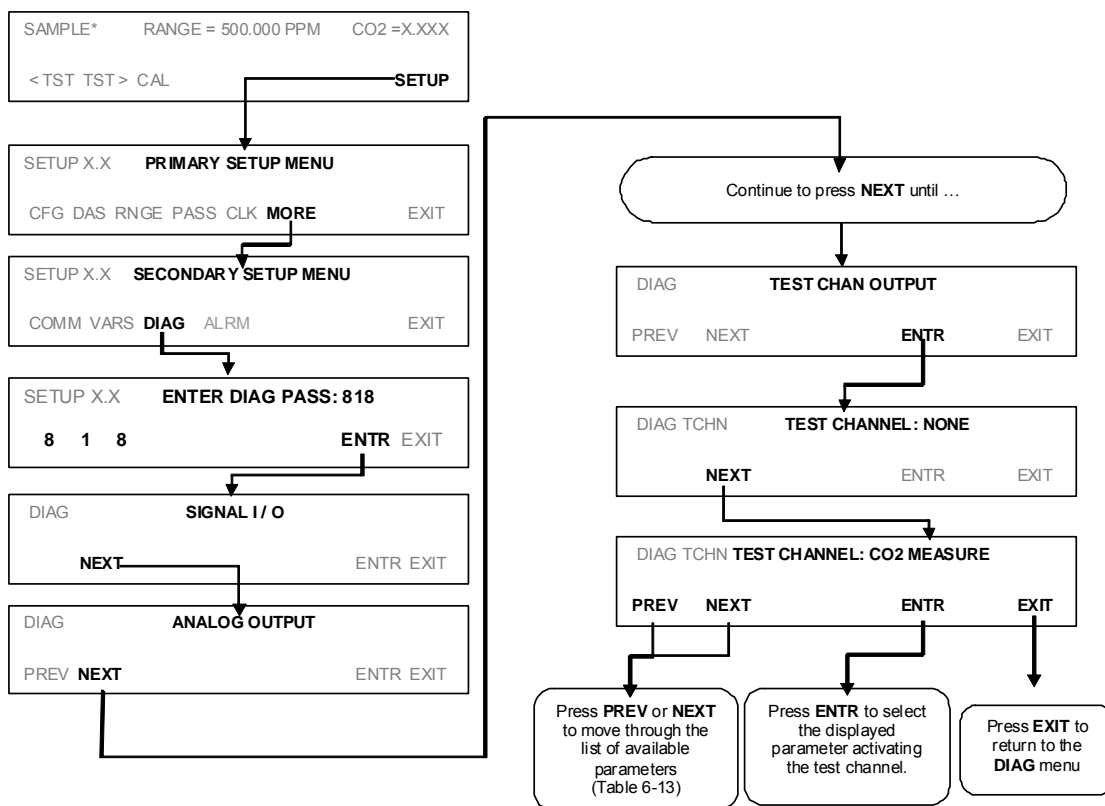 SAMPLE* RANGE = 500.000 PPM CO2 =X.XXX
< TST TST > CAL SETUP
SETUP X.X PRIMARY SETUP MENU
CFG DAS RNGE PASS CLK MORE EXIT
SETUP X.X SECONDARY SETUP MENU
COMM VARS DIAG ALRM EXIT
SETUP X.X ENTER DIAG PASS: 818
8 1 8 ENTR EXIT
DIAG SIGNAL I / O
NEXT ENTR EXIT
DIAG ANALOG OUTPUT
PREV NEXT ENTR EXIT
Continue to press NEXT until …
DIAG TEST CHAN OUTPUT
PREV NEXT ENTR EXIT
DIAG TCHN TEST CHANNEL: NONE
NEXT ENTR EXIT
DIAG TCHN TEST CHANNEL: CO2 MEASURE
PREV NEXT ENTR EXIT
Press PREV or NEXT
to move through the
list of available
parameters
(Table 6-13)
Press ENTR to select
the displayed
parameter activating
the test channel.
Press EXIT to
return to the
DIAG menu